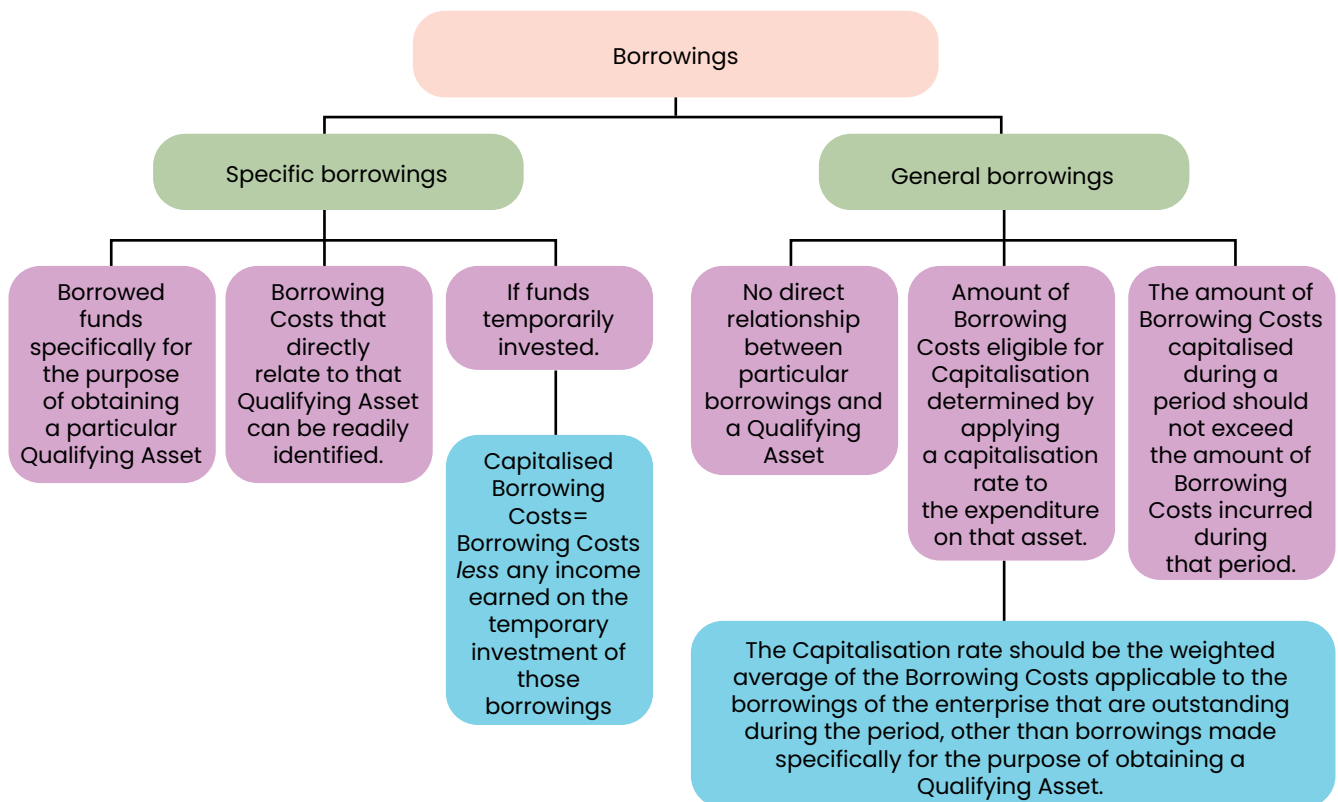 Borrowings
Specific borrowings
General borrowings
Borrowed
funds
specifically for
the purpose
of obtaining
a particular
Qualifying Asset
Borrowing
Costs that
directly
relate to that
Qualifying Asset
can be readily
identified.
If funds
temporarily
invested.
Capitalised
Borrowing
Costs=
Borrowing Costs
less any income
earned on the
temporary
investment of
those
borrowings
No direct
relationship
between
particular
borrowings and
a Qualifying
Asset
Amount of
Borrowing
Costs eligible for
Capitalisation
determined by
applying
a capitalisation
rate to
the expenditure
on that asset.
The amount of
Borrowing Costs
capitalised
during a
period should
not exceed
the amount of
Borrowing
Costs incurred
during
that period.
The Capitalisation rate should be the weighted
average of the Borrowing Costs applicable to the
borrowings of the enterprise that are outstanding
during the period, other than borrowings made
specifically for the purpose of obtaining a
Qualifying Asset.